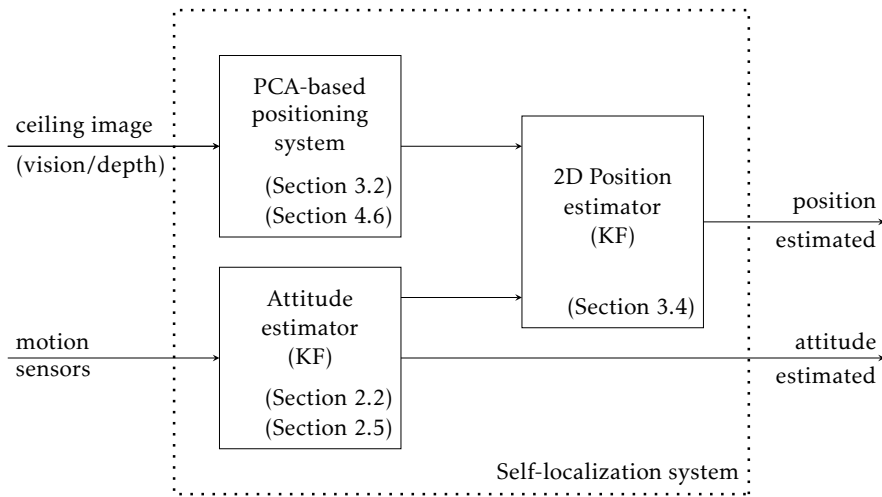 ceiling image
(vision/depth)
PCA-based
positioning
system
(Section 3.2)
(Section 4.6)
2D Position
estimator
(KF)
(Section 3.4)
position
estimated
motion
sensors
Attitude
estimator
(KF)
(Section 2.2)
(Section 2.5)
attitude
estimated
Self-localization system